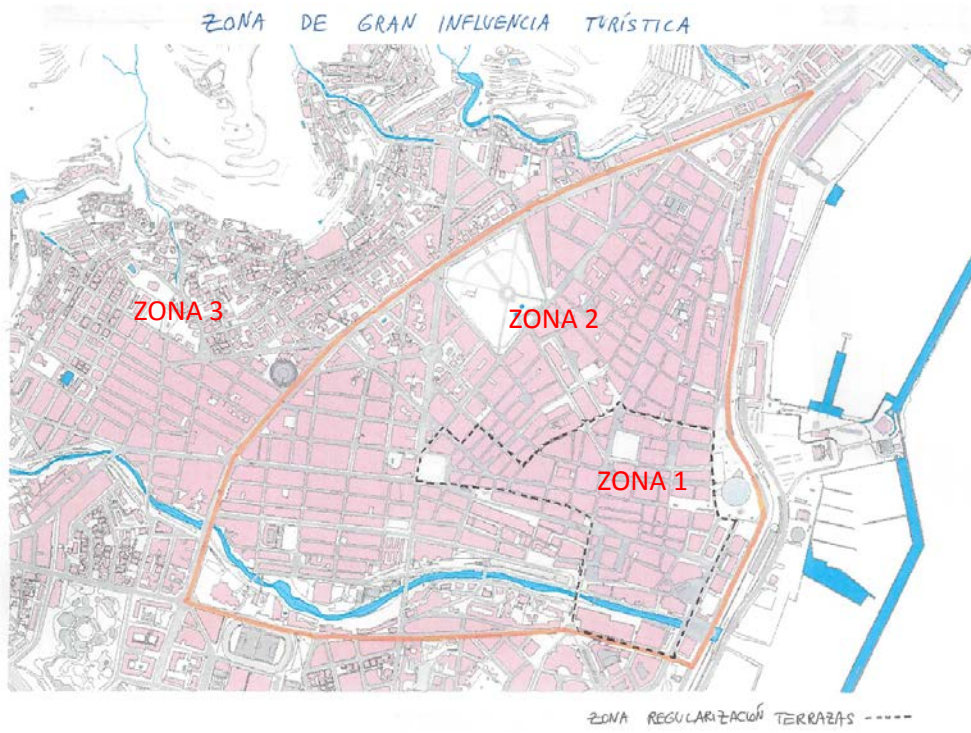 ZONA DE GRAN INFLUENCIA TURÍSTICA
ZONA 3
ZONA 2
ZONA 1
ZONA REGULARIZACIÓN TERRAZAS -----